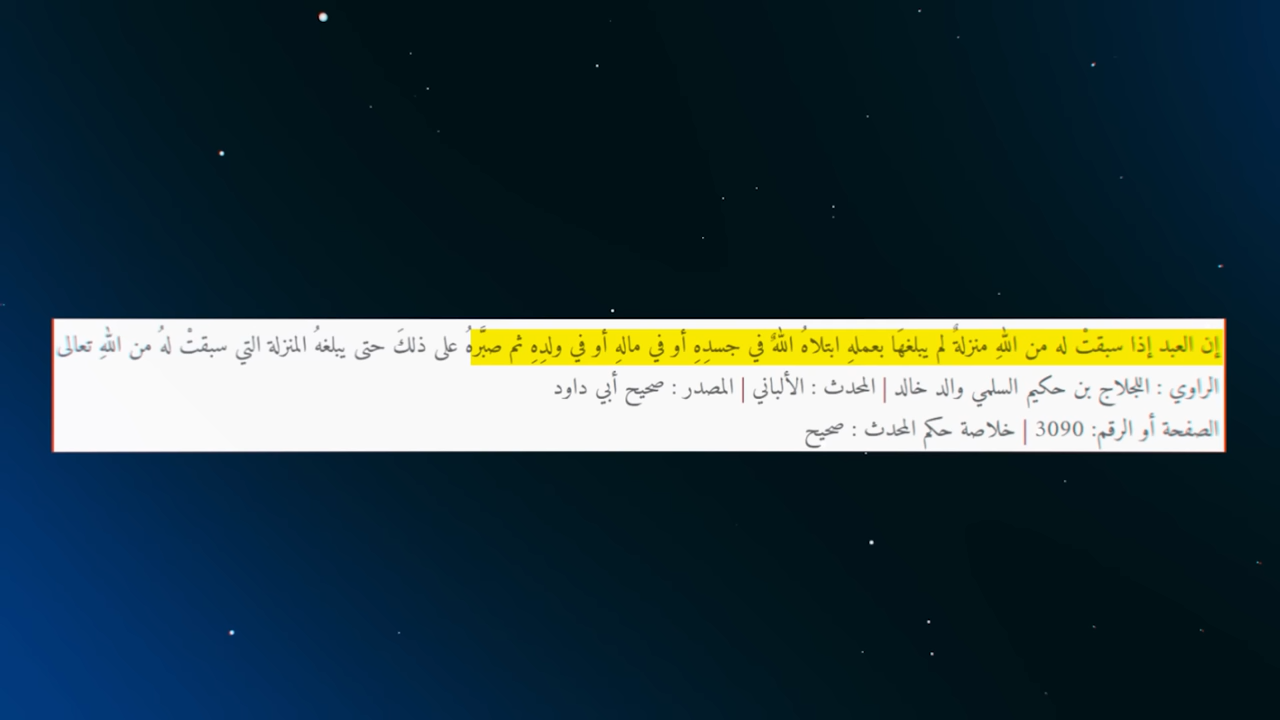 إن العبد إذا سبقتْ له من اللهِ منزلةٌ لم يبلغهَا بعملهِ ابتلاهُ اللهُ في جسدِهِ أو في مالهِ أو في ولدِهِ ثم صبَّرهُ على ذلكَ حتى يبلغهُ المنزلة التي سبقتْ لهُ من اللهِ تعالى
الراوي : اللجلاج بن حكيم السلمي والد خالد | المحدث : الألباني | المصدر : صحيح أبي داود
الصفحة أو الرقم: 3090 | خلاصة حكم المحدث : صحيح